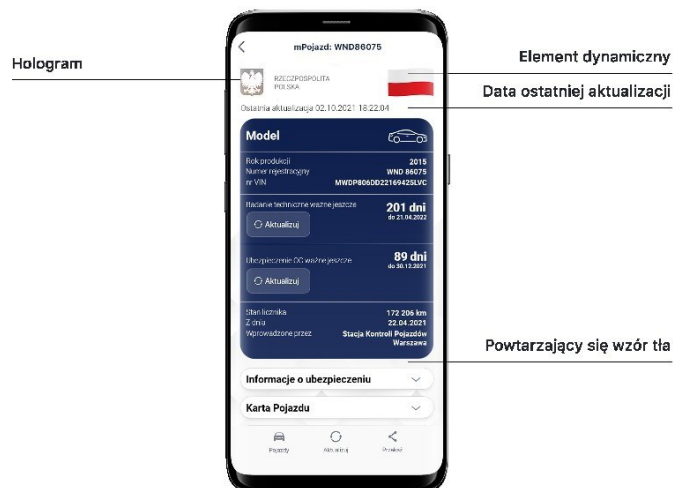 mPojazd: WND86075
Hologram
Element dynamiczny
RZECZPOSPOLITA
POLSKA
Data ostatniej aktualizacji
Ostatnia aktualizacja 02.10.2021 18:22:04
Model
Rok produkcji 2015
Numer rejestracyjny WND 86075
nr VIN MWDP806DD22169425LVC
Badanie techniczne ważne jeszcze 201 dni
do 21.04.2022
Aktualizuj
Ubezpieczenie OC ważne jeszcze 89 dni
do 30.12.2021
Aktualizuj
Stan licznika 172 206 km
Z dnia 22.04.2021
Wprowadzone przez Stacja Kontroli Pojazdów
Warszawa
Powtarzający się wzór tła
Informacje o ubezpieczeniu
Karta Pojazdu
Pojazdy Aktualizuj Przekaż